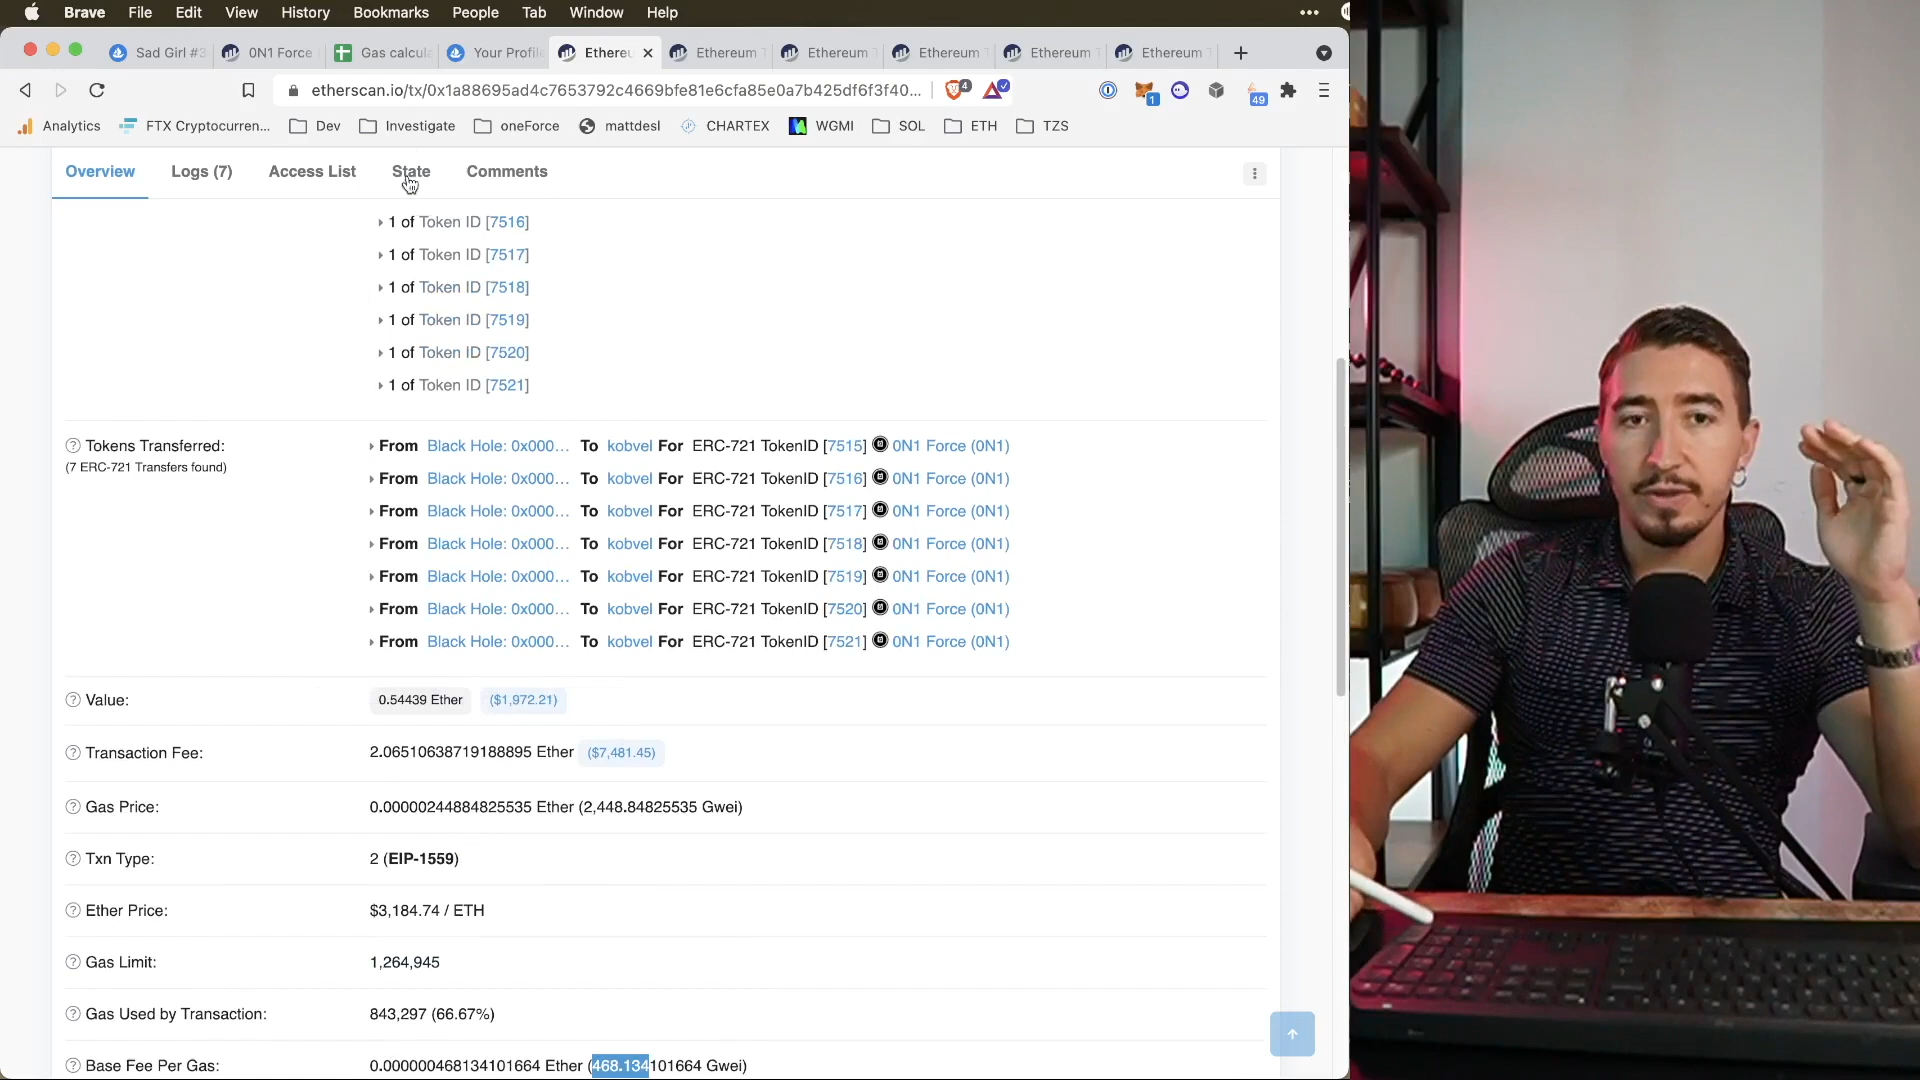 Brave File Edit View History Bookmarks People Tab Window Help
Sad Girl #3 0N1 Force Gas calcul Your Profil Ethereu Ethereum T Ethereum Ethereum Ethereum T Ethereum T
etherscan.io/tx/0x1a88695ad4c7653792c4669bfe81e6cfa85e0a7b425df6f3f40... 4 1 49
Analytics FTX Cryptocurren... Dev Investigate oneForce mattdesl CHARTEX WGMI SOL ETH TZS
Overview Logs (7) Access List State Comments
1 of Token ID [7516]
1 of Token ID [7517]
1 of Token ID [7518]
1 of Token ID [7519]
1 of Token ID [7520]
1 of Token ID [7521]
Tokens Transferred: From Black Hole: 0x000... To kobvel For ERC-721 TokenID [7515] 0N1 Force (0N1)
(7 ERC-721 Transfers found)
From Black Hole: 0x000... To kobvel For ERC-721 TokenID [7516] 0N1 Force (0N1)
From Black Hole: 0x000... To kobvel For ERC-721 TokenID [7517] 0N1 Force (0N1)
From Black Hole: 0x000... To kobvel For ERC-721 TokenID [7518] 0N1 Force (0N1)
From Black Hole: 0x000... To kobvel For ERC-721 TokenID [7519] 0N1 Force (0N1)
From Black Hole: 0x000... To kobvel For ERC-721 TokenID [7520] 0N1 Force (0N1)
From Black Hole: 0x000... To kobvel For ERC-721 TokenID [7521] 0N1 Force (0N1)
Value: 0.54439 Ether ($1,972.21)
Transaction Fee: 2.06510638719188895 Ether ($7,481.45)
Gas Price: 0.00000244884825535 Ether (2,448.84825535 Gwei)
Txn Type: 2 (EIP-1559)
Ether Price: $3,184.74 / ETH
Gas Limit: 1,264,945
Gas Used by Transaction: 843,297 (66.67%)
Base Fee Per Gas: 0.000000468134101664 Ether (468.134101664 Gwei)